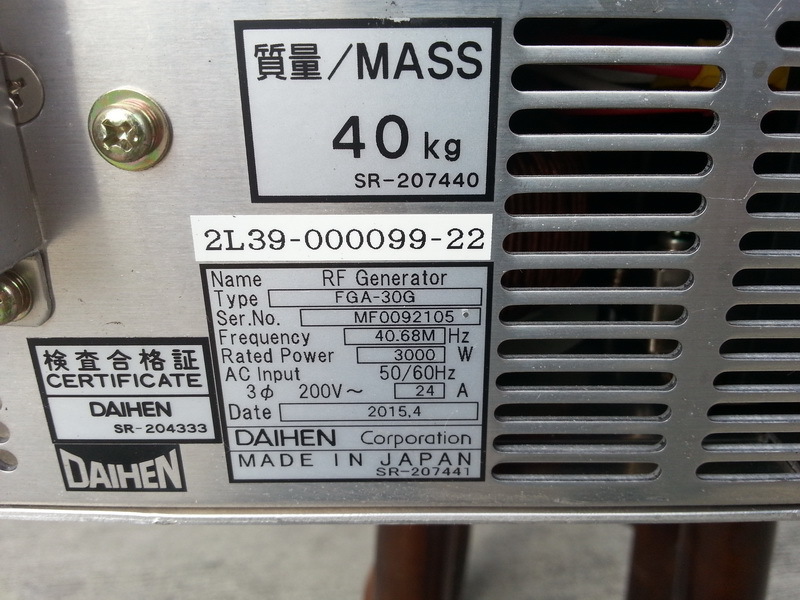 質量/MASS
40 kg
SR-207440
2L39-000099-22
Name RF Generator
Type FGA-30G
Ser.No. MF0092105
Frequency 40.68M Hz
Rated Power 3000 W
AC Input 50/60Hz
3φ 200V～ 24 A
Date 2015.4
DAIHEN Corporation
MADE IN JAPAN
SR-207441
検査合格証
CERTIFICATE
DAIHEN
SR-204333
DAIHEN